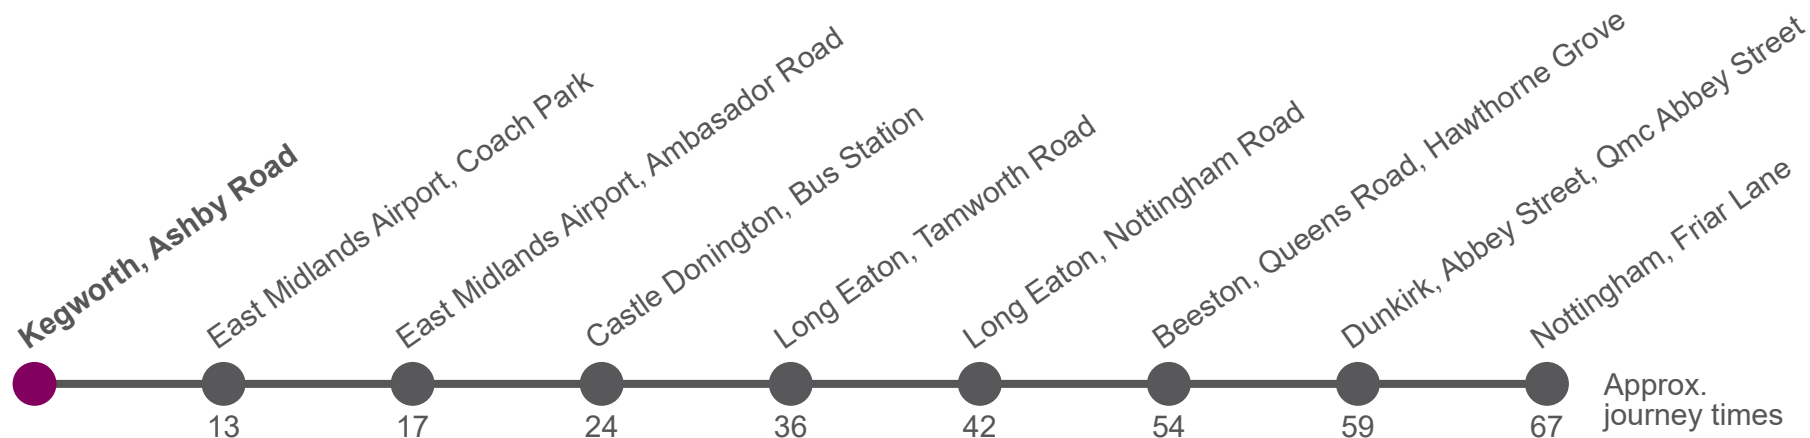 Kegworth, Ashby Road
East Midlands Airport, Coach Park
East Midlands Airport, Ambasador Road
Castle Donington, Bus Station
Long Eaton, Tamworth Road
Long Eaton, Nottingham Road
Beeston, Queens Road, Hawthorne Grove
Dunkirk, Abbey Street, Qmc Abbey Street
Nottingham, Friar Lane
13 17 24 36 42 54 59 67
Approx.
journey times